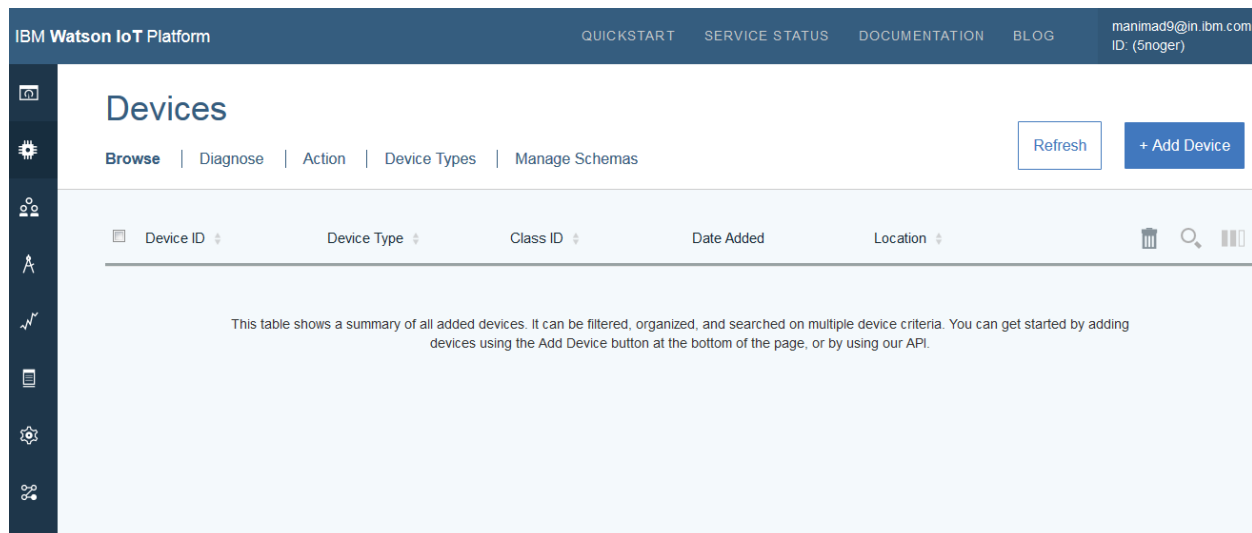 IBM Watson IoT Platform
QUICKSTART SERVICE STATUS DOCUMENTATION BLOG
manimad9@in.ibm.com
ID: (5noger)
Devices
Browse | Diagnose | Action | Device Types | Manage Schemas
Refresh
+ Add Device
Device ID Device Type Class ID Date Added Location
This table shows a summary of all added devices. It can be filtered, organized, and searched on multiple device criteria. You can get started by adding
devices using the Add Device button at the bottom of the page, or by using our API.